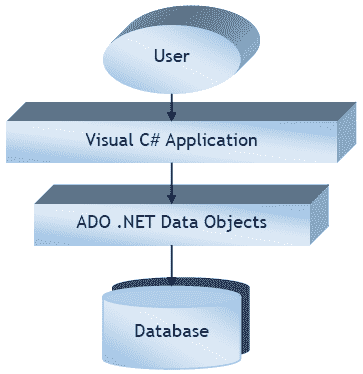 User
Visual C# Application
ADO .NET Data Objects
Database